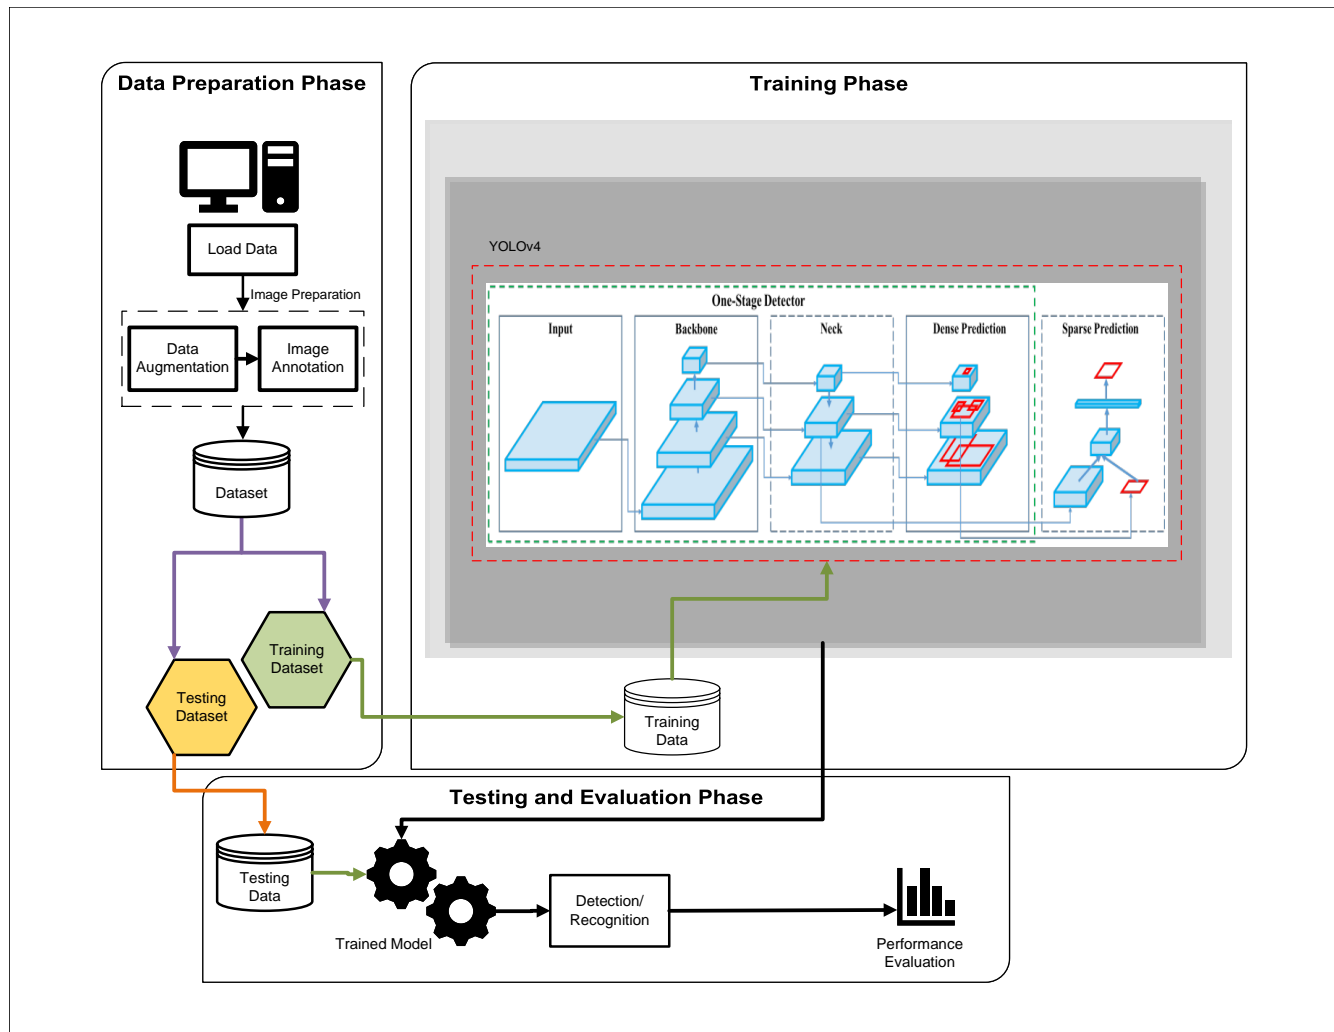 Data Preparation Phase
Load Data
Image Preparation
Data
Augmentation
Image
Annotation
Dataset
Training
Dataset
Testing
Dataset
Training Phase
YOLOv4
One-Stage Detector
Input
Backbone
Neck
Dense Prediction
Sparse Prediction
Training
Data
Testing and Evaluation Phase
Testing
Data
Trained Model
Detection/
Recognition
Performance
Evaluation